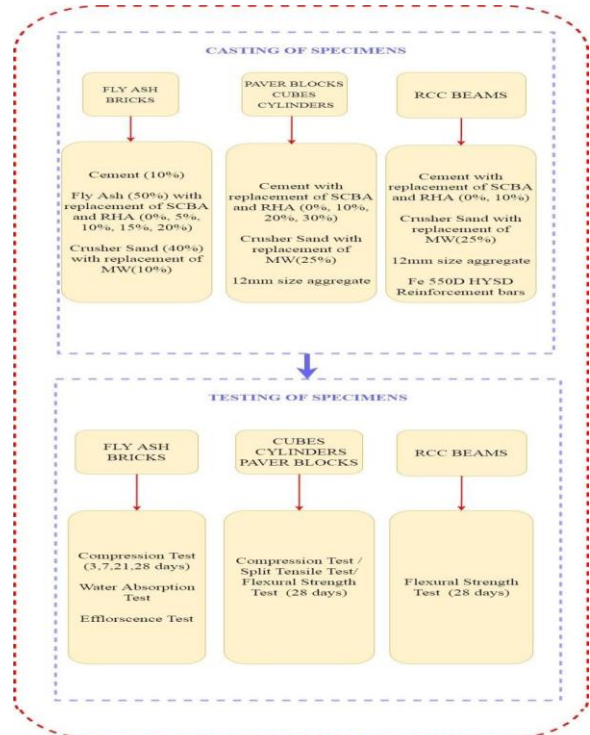 CASTING OF SPECIMENS
FLY ASH
BRICKS
Cement (10%)
Fly Ash (50%) with
replacement of SCBA
and RHA (0%, 5%,
10%, 15%, 20%)
Crusher Sand (40%)
with replacement of
MW(10%)
PAVER BLOCKS
CUBES
CYLINDERS
Cement with
replacement of SCBA
and RHA (0%, 10%,
20%, 30%)
Crusher Sand with
replacement of
MW(25%)
12mm size aggregate
RCC BEAMS
Cement with
replacement of SCBA
and RHA (0%, 10%)
Crusher Sand with
replacement of
MW(25%)
12mm size aggregate
Fe 550D HYSD
Reinforcement bars
TESTING OF SPECIMENS
FLY ASH
BRICKS
Compression Test
(3,7,21,28 days)
Water Absorption
Test
Efflorscence Test
CUBES
CYLINDERS
PAVER BLOCKS
Compression Test /
Split Tensile Test/
Flexural Strength
Test (28 days)
RCC BEAMS
Flexural Strength
Test (28 days)